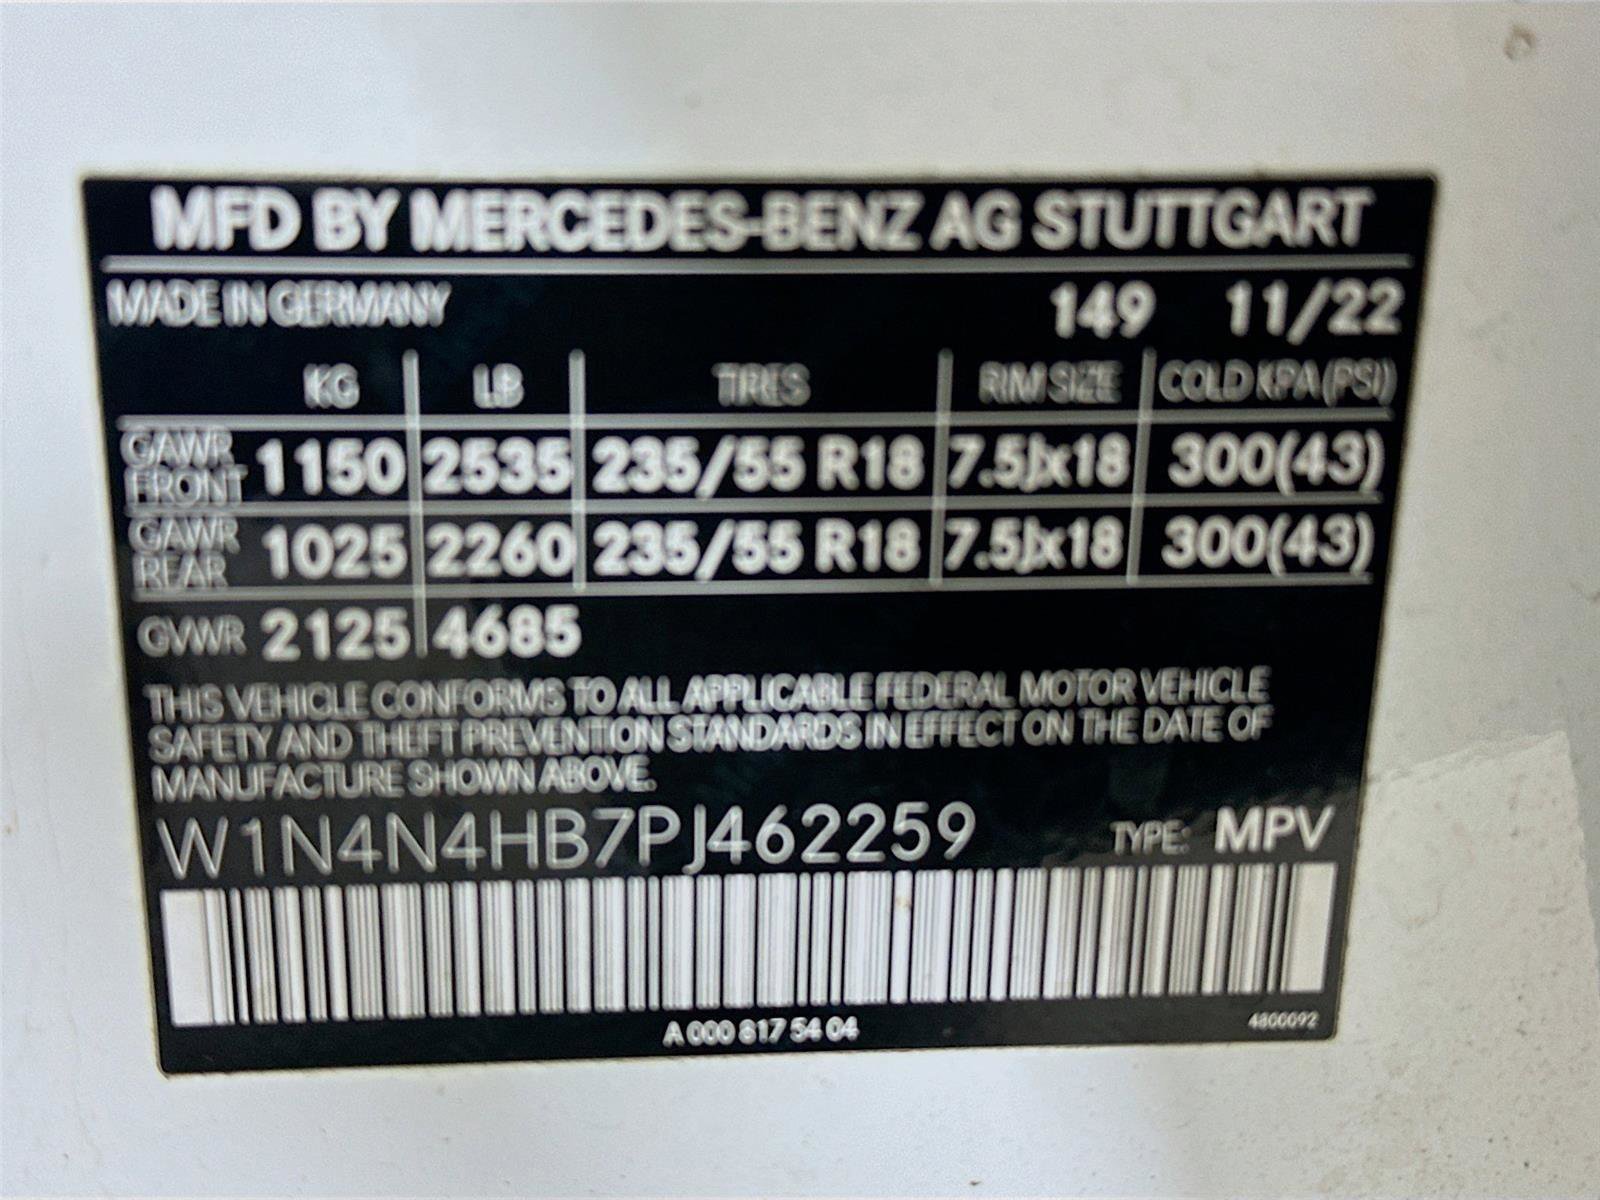 MFD BY MERCEDES-BENZ AG STUTTGART
MADE IN GERMANY 149 11/22
KG LB TIRES RIM SIZE COLD KPA (PSI)
GAWR FRONT 1150 2535 235/55 R18 7.5Jx18 300(43)
GAWR REAR 1025 2260 235/55 R18 7.5Jx18 300(43)
GVWR 2125 4685
THIS VEHICLE CONFORMS TO ALL APPLICABLE FEDERAL MOTOR VEHICLE
SAFETY AND THEFT PREVENTION STANDARDS IN EFFECT ON THE DATE OF
MANUFACTURE SHOWN ABOVE.
W1N4N4HB7PJ462259 TYPE: MPV
A 000 817 54 04 4800092